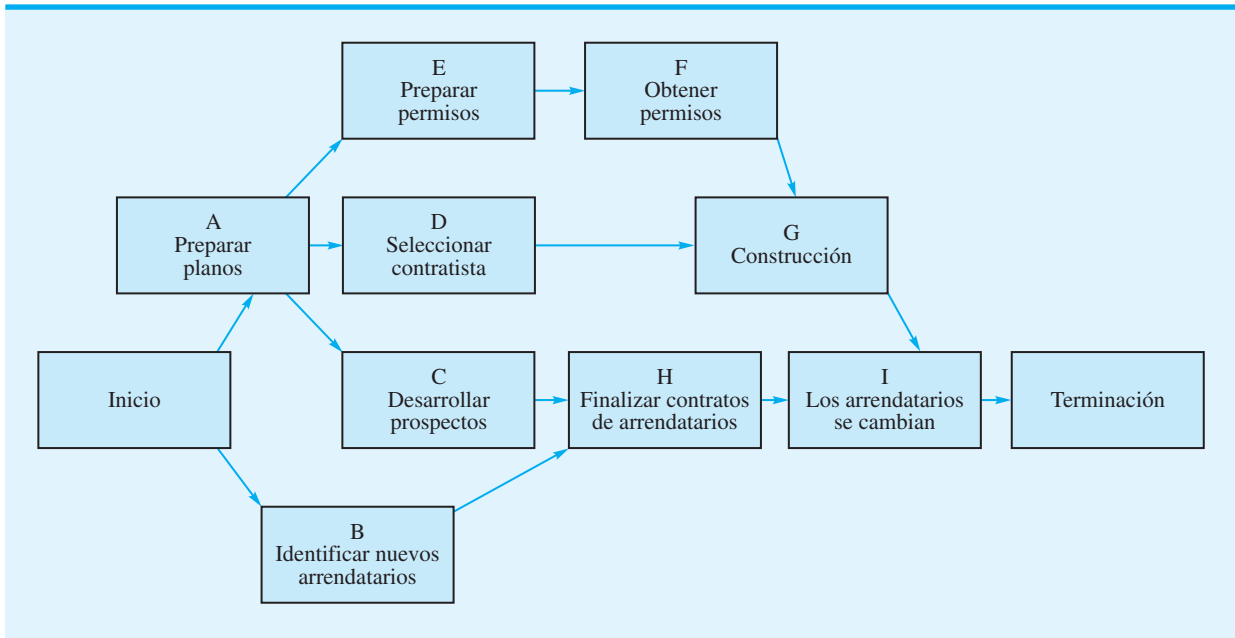 E
Preparar
permisos
F
Obtener
permisos
A
Preparar
planos
D
Seleccionar
contratista
G
Construcción
Inicio
C
Desarrollar
prospectos
H
Finalizar contratos
de arrendatarios
I
Los arrendatarios
se cambian
Terminación
B
Identificar nuevos
arrendatarios